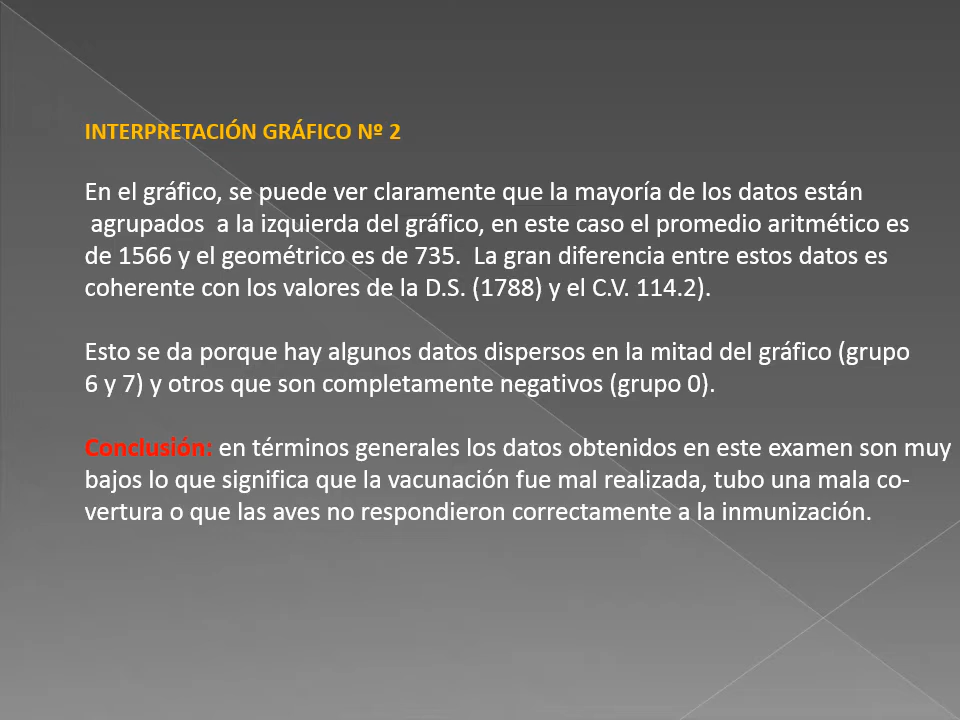 INTERPRETACIÓN GRÁFICO Nº 2
En el gráfico, se puede ver claramente que la mayoría de los datos están
agrupados  a la izquierda del gráfico, en este caso el promedio aritmético es
de 1566 y el geométrico es de 735.  La gran diferencia entre estos datos es
coherente con los valores de la D.S. (1788) y el C.V. 114.2).
Esto se da porque hay algunos datos dispersos en la mitad del gráfico (grupo
6 y 7) y otros que son completamente negativos (grupo 0).
Conclusión: en términos generales los datos obtenidos en este examen son muy
bajos lo que significa que la vacunación fue mal realizada, tubo una mala co-
vertura o que las aves no respondieron correctamente a la inmunización.